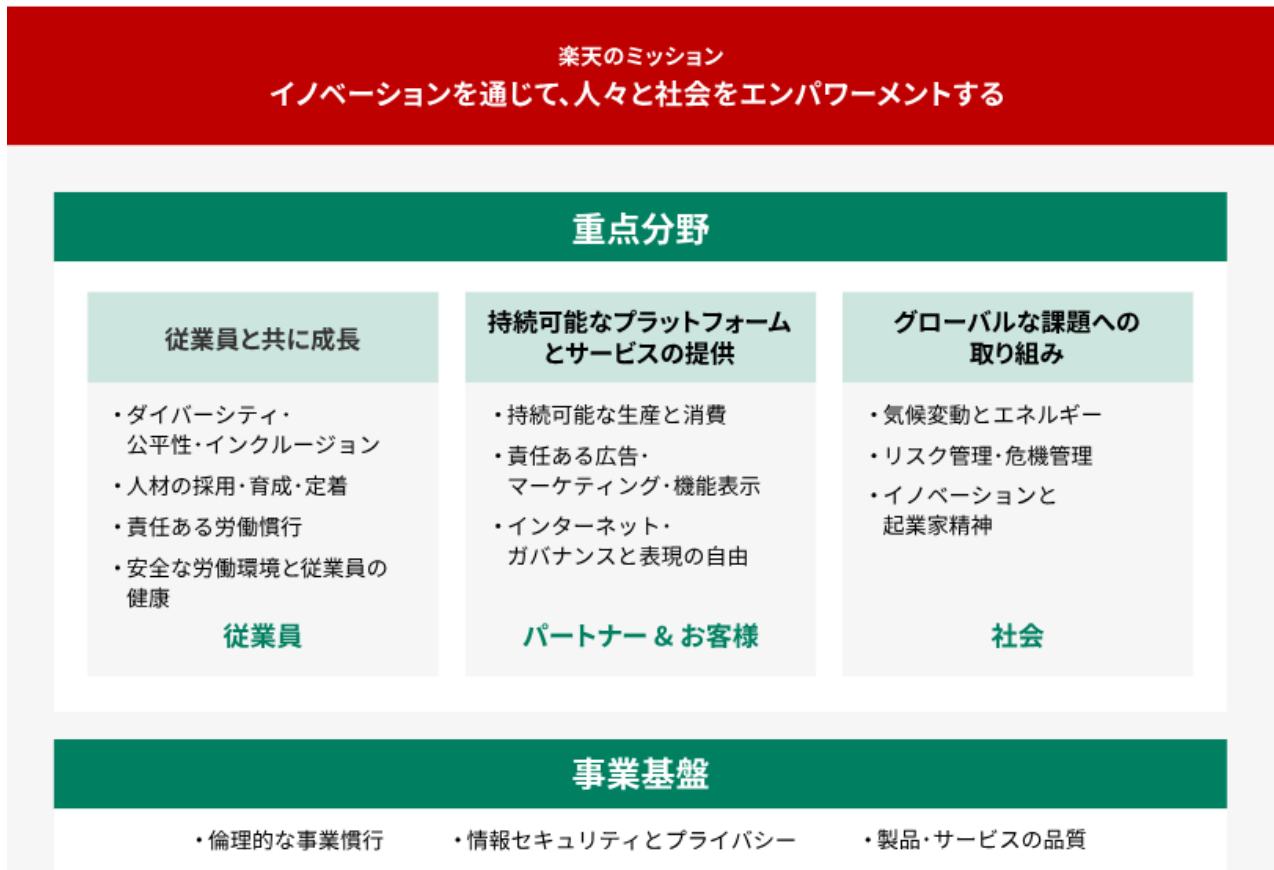 楽天のミッション
イノベーションを通じて、人々と社会をエンパワーメントする
重点分野
従業員と共に成長
・ダイバーシティ・
公平性・インクルージョン
・人材の採用・育成・定着
・責任ある労働慣行
・安全な労働環境と従業員の
健康
従業員
持続可能なプラットフォーム
とサービスの提供
・持続可能な生産と消費
・責任ある広告・
マーケティング・機能表示
・インターネット・
ガバナンスと表現の自由
パートナー & お客様
グローバルな課題への
取り組み
・気候変動とエネルギー
・リスク管理・危機管理
・イノベーションと
起業家精神
社会
事業基盤
・倫理的な事業慣行
・情報セキュリティとプライバシー
・製品・サービスの品質